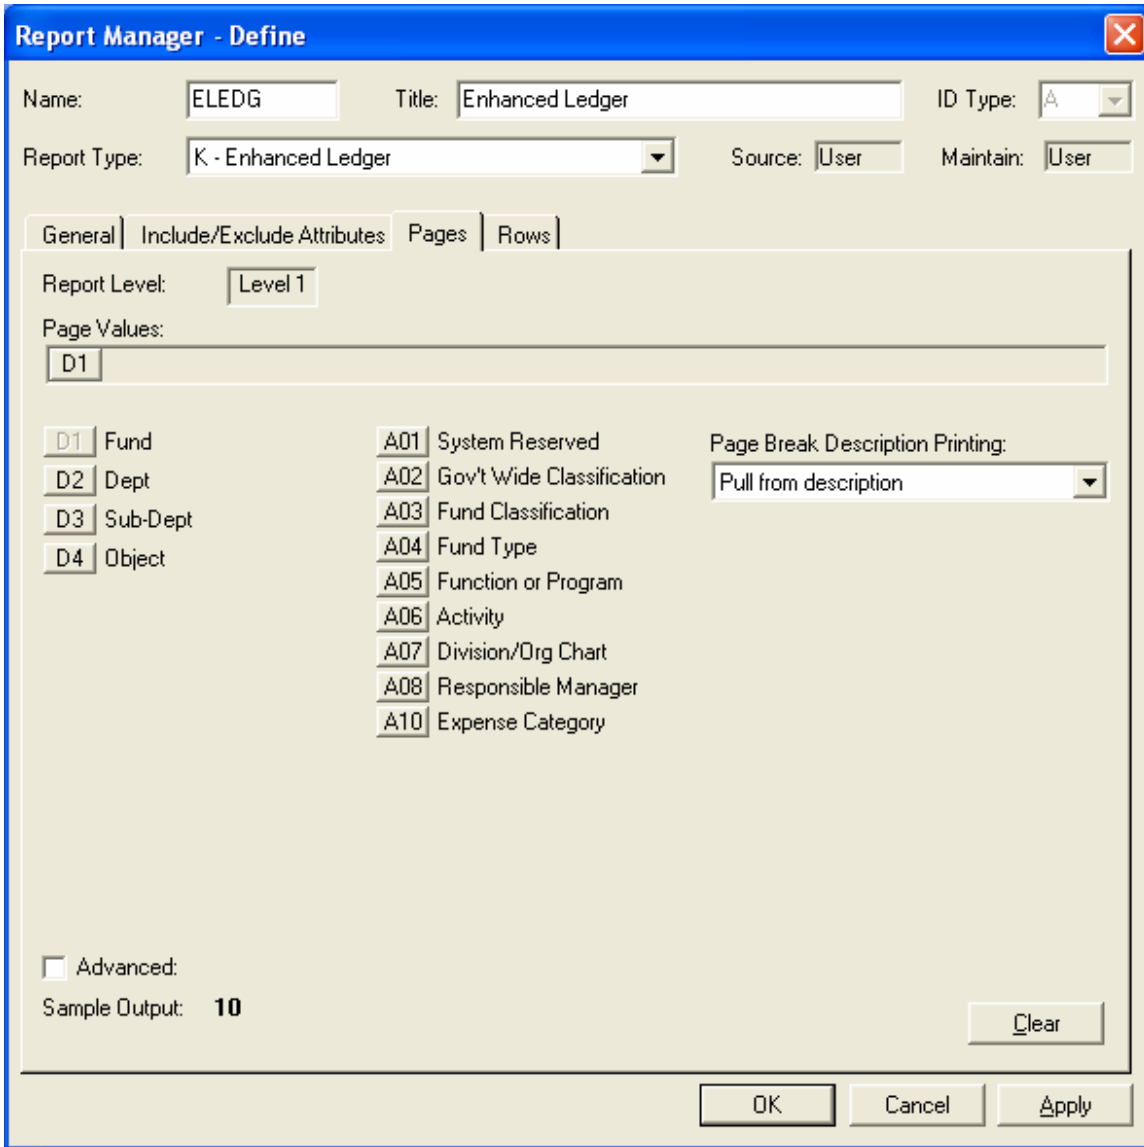 Report Manager - Define
Name: ELEDG Title: Enhanced Ledger ID Type: A
Report Type: K - Enhanced Ledger Source: User Maintain: User
General Include/Exclude Attributes Pages Rows
Report Level: Level 1
Page Values:
D1
D1 Fund A01 System Reserved Page Break Description Printing:
D2 Dept A02 Gov't Wide Classification Pull from description
D3 Sub-Dept A03 Fund Classification
D4 Object A04 Fund Type
A05 Function or Program
A06 Activity
A07 Division/Org Chart
A08 Responsible Manager
A10 Expense Category
Advanced:
Sample Output: 10
Clear
OK Cancel Apply